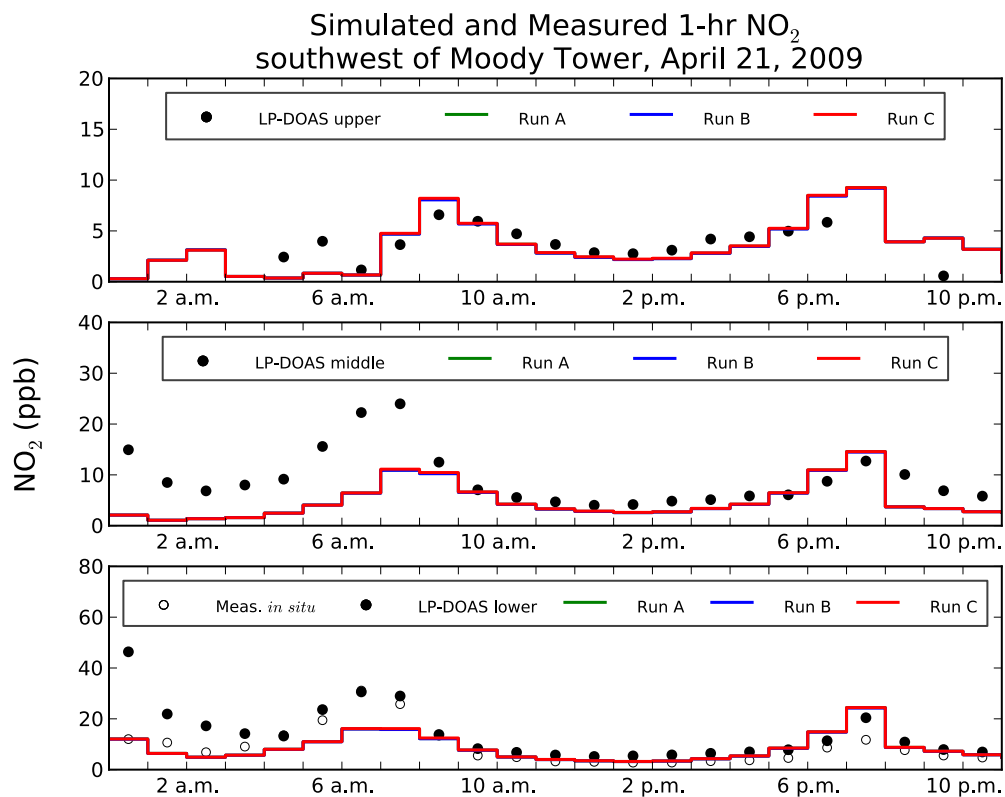 Simulated and Measured 1-hr NO₂
southwest of Moody Tower, April 21, 2009
20
15
10
5
0
LP-DOAS upper Run A Run B Run C
2 a.m. 6 a.m. 10 a.m. 2 p.m. 6 p.m. 10 p.m.
NO₂ (ppb)
40
30
20
10
0
LP-DOAS middle Run A Run B Run C
2 a.m. 6 a.m. 10 a.m. 2 p.m. 6 p.m. 10 p.m.
80
60
40
20
0
Meas. in situ LP-DOAS lower Run A Run B Run C
2 a.m. 6 a.m. 10 a.m. 2 p.m. 6 p.m. 10 p.m.